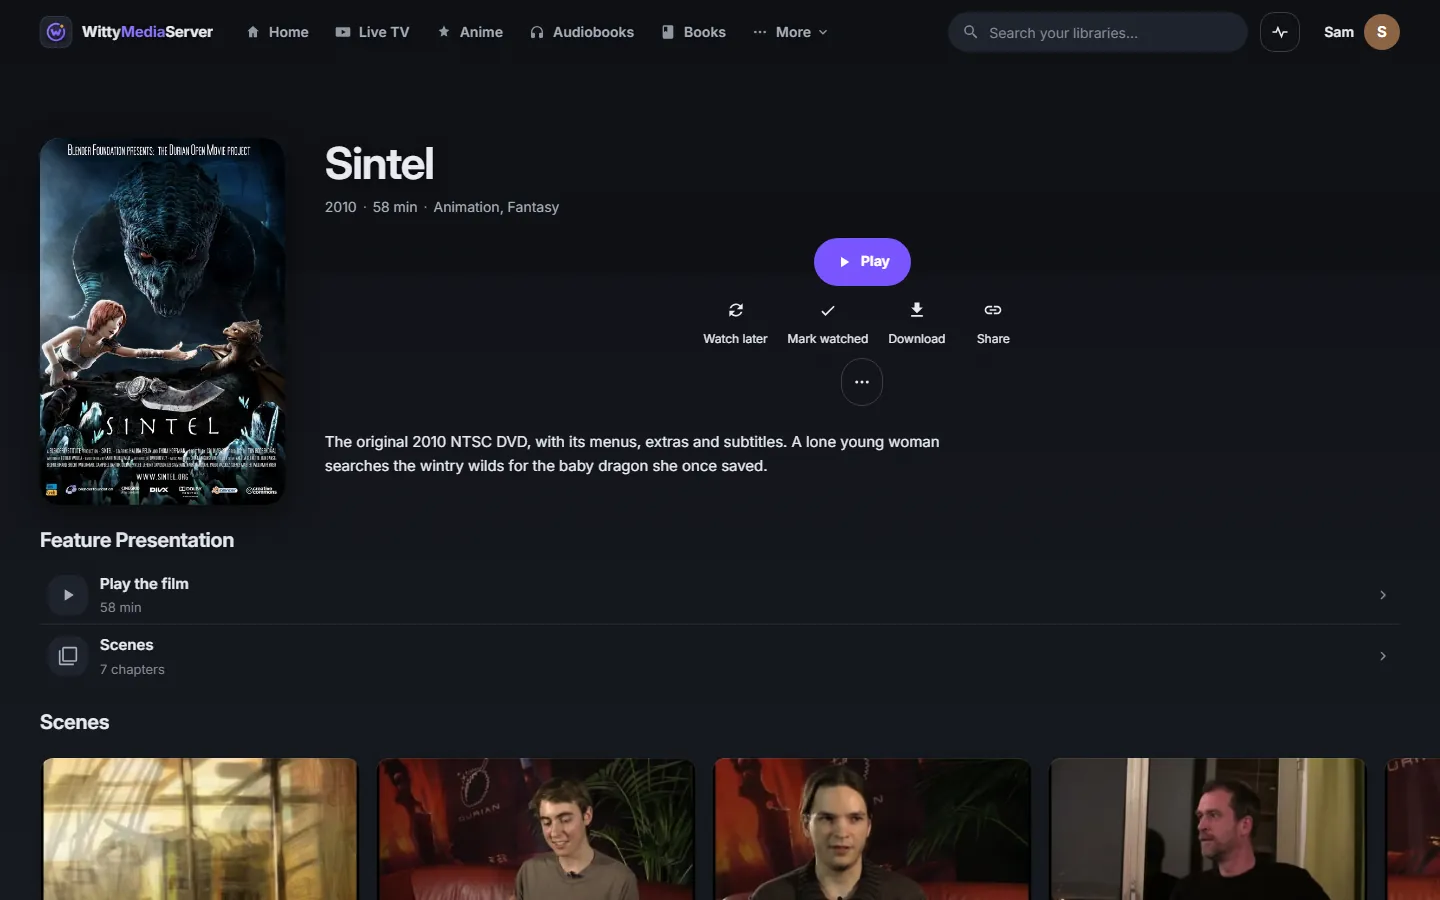 WittyMediaServer
Home
Live TV
Anime
Audiobooks
Books
More
Search your libraries...
Sam
S
BLENDER FOUNDATION PRESENTS: THE DURIAN OPEN MOVIE PROJECT
SINTEL
WWW.SINTEL.ORG
Sintel
2010 · 58 min · Animation, Fantasy
Play
Watch later
Mark watched
Download
Share
The original 2010 NTSC DVD, with its menus, extras and subtitles. A lone young woman
searches the wintry wilds for the baby dragon she once saved.
Feature Presentation
Play the film
58 min
Scenes
7 chapters
Scenes
DURIAN